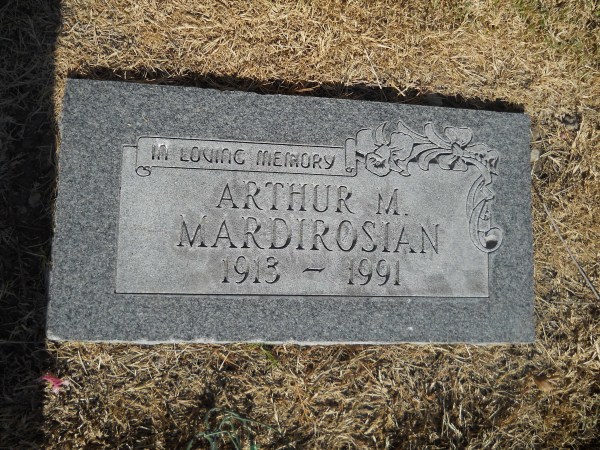 IN LOVING MEMORY
ARTHUR M.
MARDIROSIAN
1913 ~ 1991